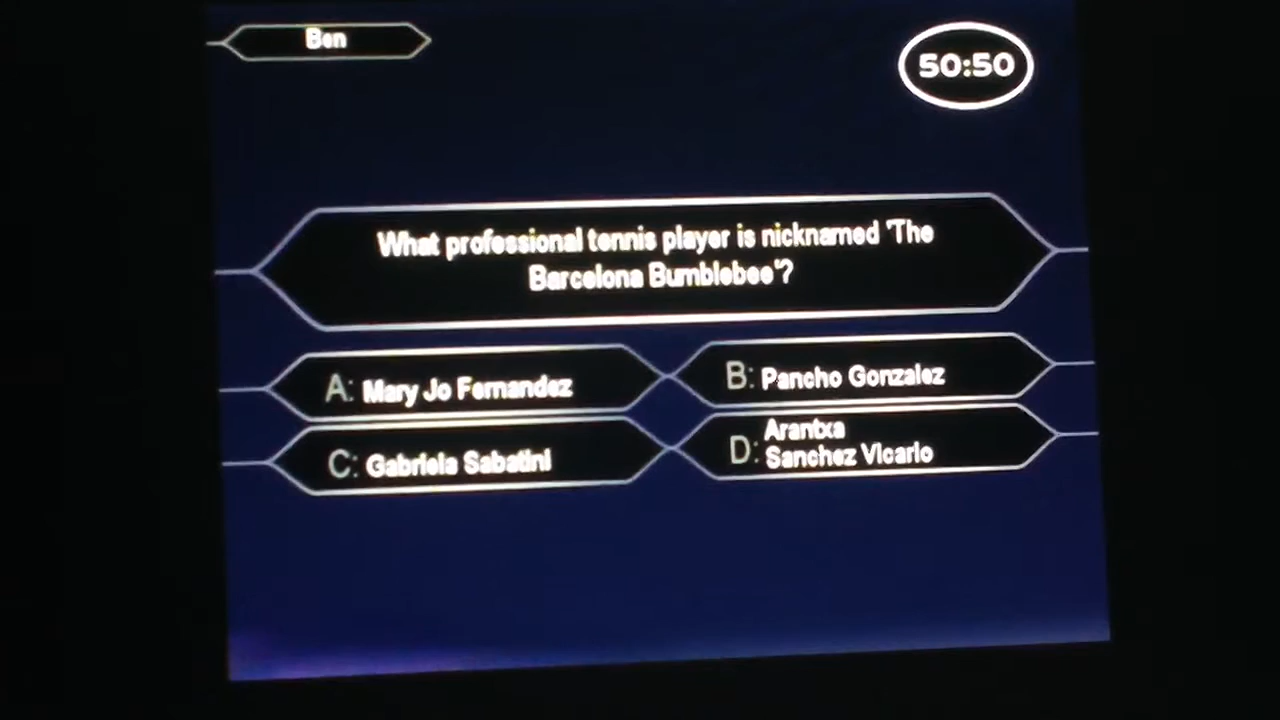 Ben
50:50
What professional tennis player is nicknamed 'The
Barcelona Bumblebee'?
A: Mary Jo Fernandez
B: Pancho Gonzalez
C: Gabriela Sabatini
D: Arantxa
Sanchez Vicario